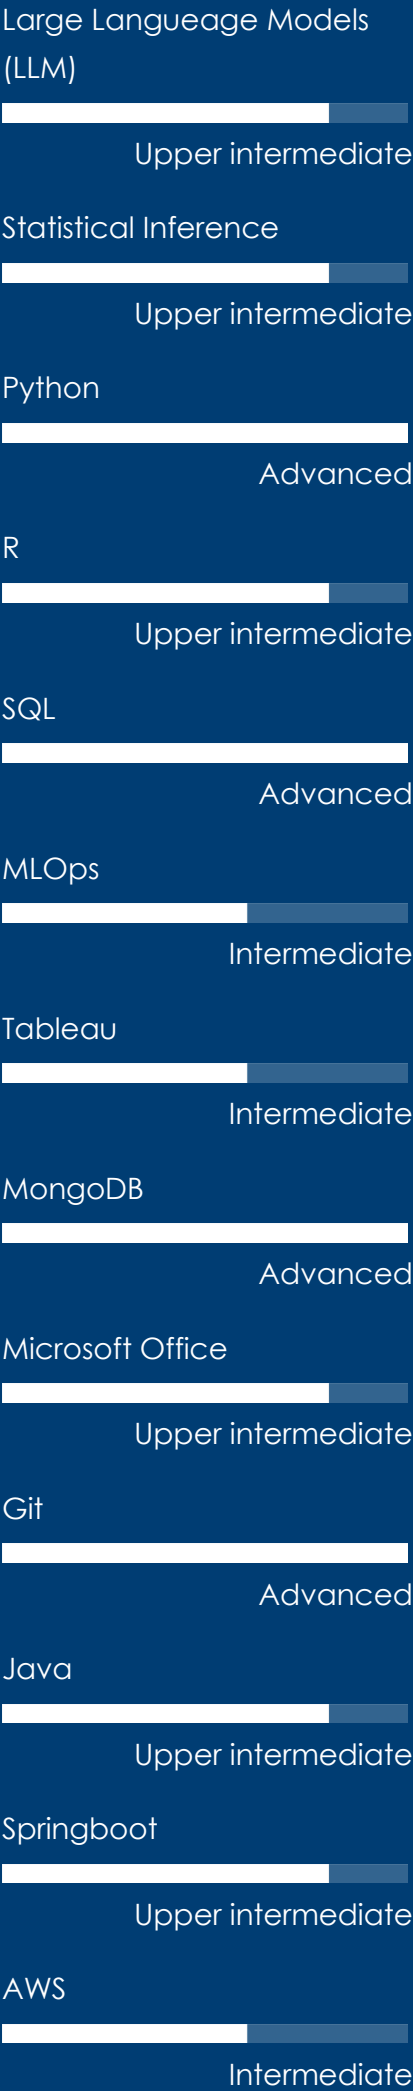 Large Langueage Models
(LLM)
Upper intermediate
Statistical Inference
Upper intermediate
Python
Advanced
R
Upper intermediate
SQL
Advanced
MLOps
Intermediate
Tableau
Intermediate
MongoDB
Advanced
Microsoft Office
Upper intermediate
Git
Advanced
Java
Upper intermediate
Springboot
Upper intermediate
AWS
Intermediate